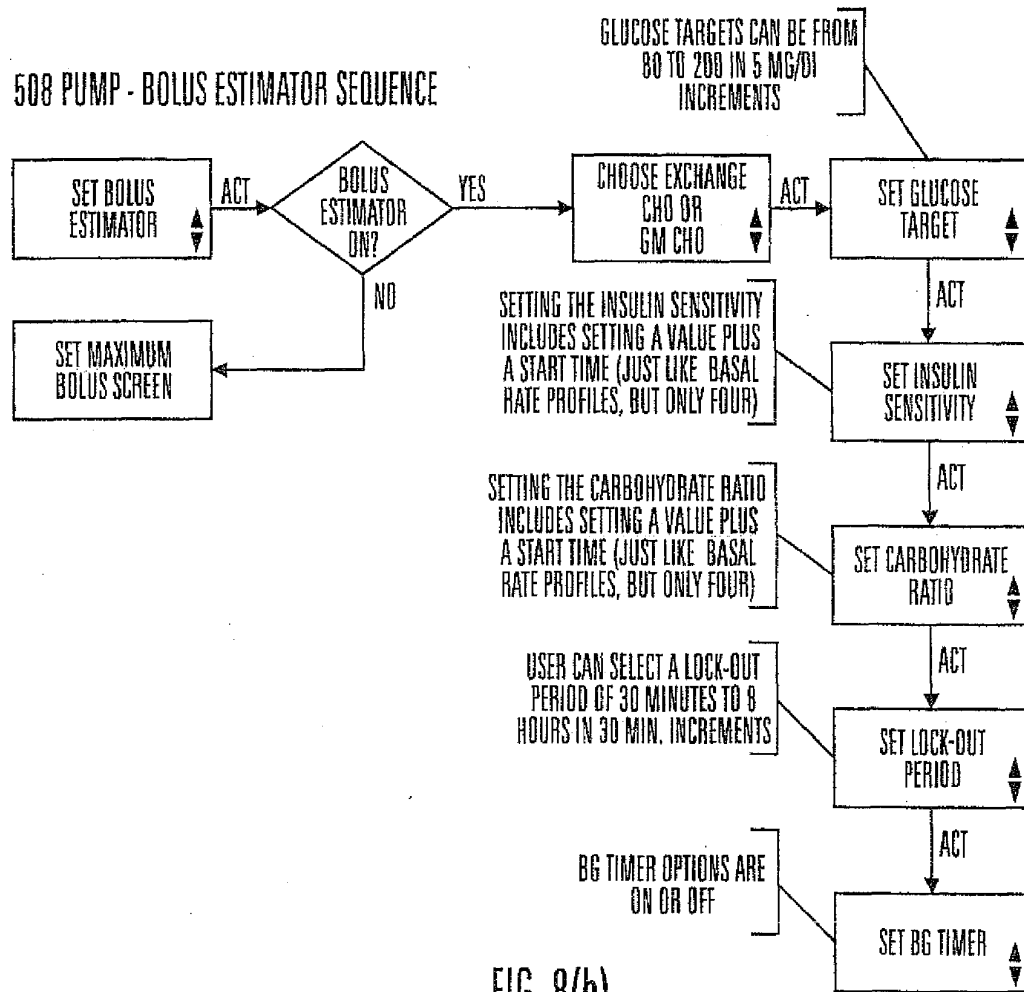 GLUCOSE TARGETS CAN BE FROM
80 TO 200 IN 5 MG/Dl
INCREMENTS
508 PUMP - BOLUS ESTIMATOR SEQUENCE
SET BOLUS
ESTIMATOR
ACT
BOLUS
ESTIMATOR
ON?
YES
CHOOSE EXCHANGE
CHO OR
GM CHO
ACT
SET GLUCOSE
TARGET
NO
ACT
SET MAXIMUM
BOLUS SCREEN
SETTING THE INSULIN SENSITIVITY
INCLUDES SETTING A VALUE PLUS
A START TIME (JUST LIKE BASAL
RATE PROFILES, BUT ONLY FOUR)
SET INSULIN
SENSITIVITY
ACT
SETTING THE CARBOHYDRATE RATIO
INCLUDES SETTING A VALUE PLUS
A START TIME (JUST LIKE BASAL
RATE PROFILES, BUT ONLY FOUR)
SET CARBOHYDRATE
RATIO
ACT
USER CAN SELECT A LOCK-OUT
PERIOD OF 30 MINUTES TO 8
HOURS IN 30 MIN. INCREMENTS
SET LOCK-OUT
PERIOD
ACT
BG TIMER OPTIONS ARE
ON OR OFF
SET BG TIMER
FIG. 8(b)